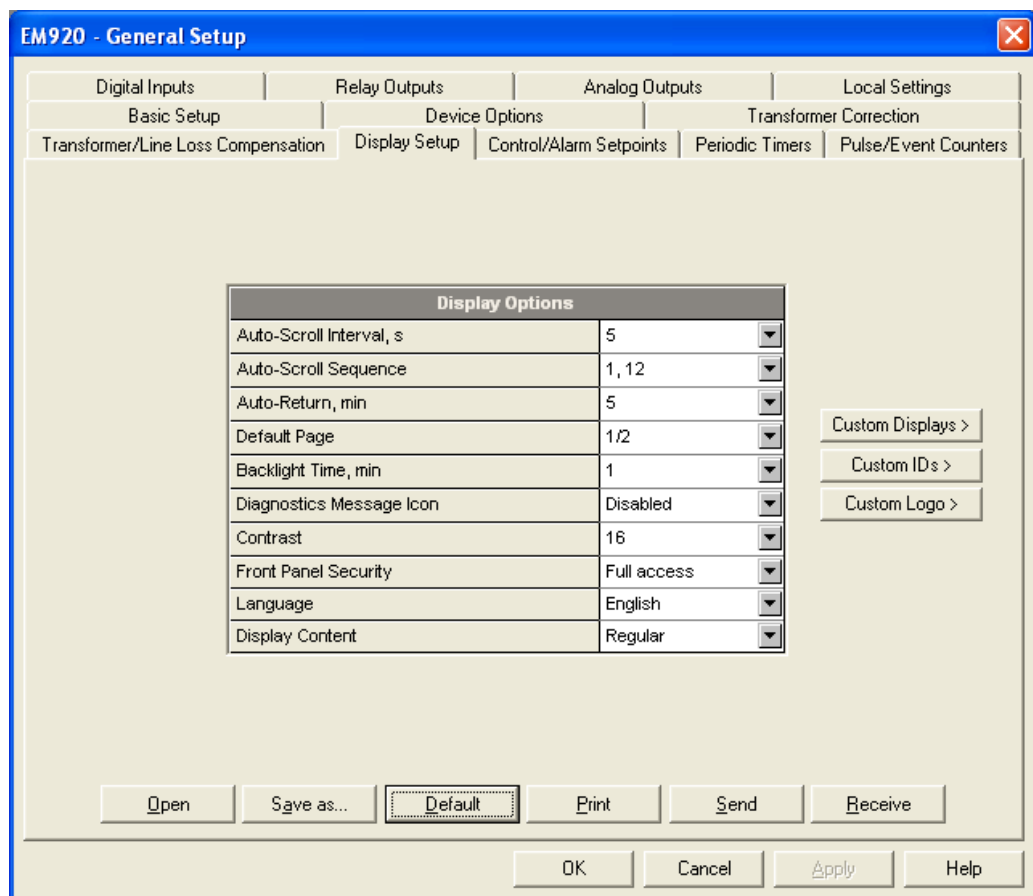 EM920 - General Setup
Digital Inputs Relay Outputs Analog Outputs Local Settings
Basic Setup Device Options Transformer Correction
Transformer/Line Loss Compensation Display Setup Control/Alarm Setpoints Periodic Timers Pulse/Event Counters
Display Options
Auto-Scroll Interval, s 5
Auto-Scroll Sequence 1, 12
Auto-Return, min 5
Default Page 1/2
Backlight Time, min 1
Diagnostics Message Icon Disabled
Contrast 16
Front Panel Security Full access
Language English
Display Content Regular
Custom Displays >
Custom IDs >
Custom Logo >
Open Save as... Default Print Send Receive
OK Cancel Apply Help